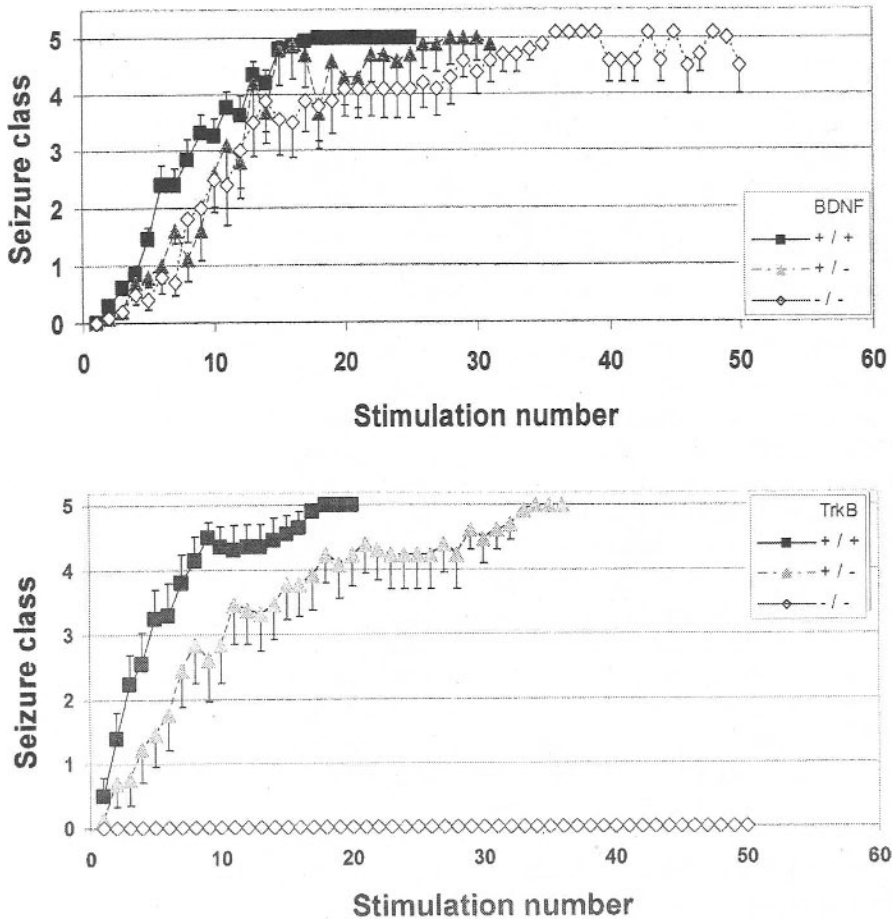 Seizure class
5
4
3
2
1
0
0 10 20 30 40 50 60
Stimulation number
BDNF
+ / +
+ / -
- / -
Seizure class
5
4
3
2
1
0
0 10 20 30 40 50 60
Stimulation number
TrkB
+ / +
+ / -
- / -